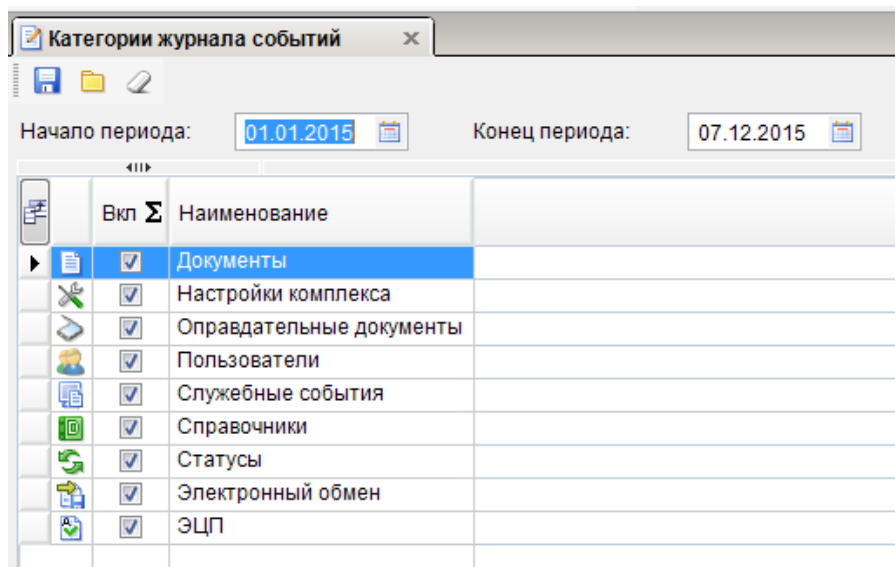 Категории журнала событий
Начало периода: 01.01.2015 Конец периода: 07.12.2015
Вкл Σ Наименование
Документы
Настройки комплекса
Оправдательные документы
Пользователи
Служебные события
Справочники
Статусы
Электронный обмен
ЭЦП